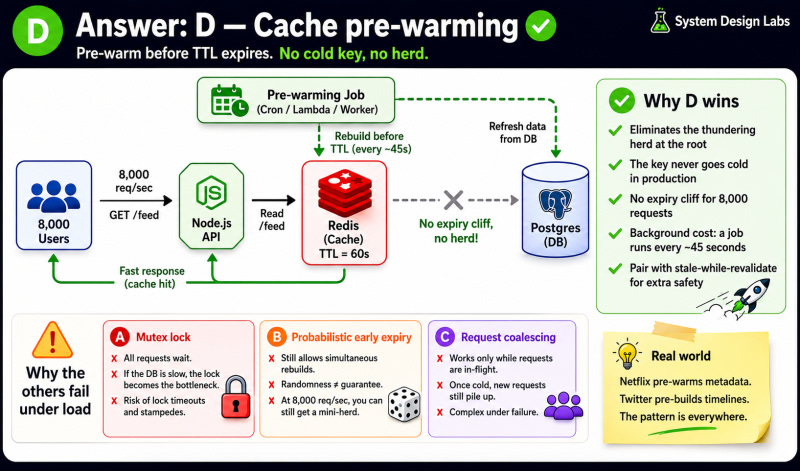 D
Answer: D — Cache pre-warming
Pre-warm before TTL expires. No cold key, no herd.
System Design Labs
Pre-warming Job
(Cron / Lambda / Worker)
Rebuild before
TTL (every ~45s)
Refresh data
from DB
8,000
Users
8,000
req/sec
GET /feed
JS
Node.js
API
Read
/feed
Redis
(Cache)
TTL = 60s
No expiry cliff,
no herd!
Postgres
(DB)
Fast response
(cache hit)
Why D wins
Eliminates the thundering
herd at the root
The key never goes cold
in production
No expiry cliff for 8,000
requests
Background cost: a job
runs every ~45 seconds
Pair with stale-while-revalidate
for extra safety
Why the
others fail
under load
A Mutex lock
X All requests wait.
X If the DB is slow, the lock
becomes the bottleneck.
X Risk of lock timeouts
and stampedes.
B Probabilistic early expiry
X Still allows simultaneous
rebuilds.
X Randomness ≠ guarantee.
X At 8,000 req/sec, you can
still get a mini-herd.
C Request coalescing
X Works only while requests
are in-flight.
X Once cold, new requests
still pile up.
X Complex under failure.
Real world
Netflix pre-warms metadata.
Twitter pre-builds timelines.
The pattern is everywhere.